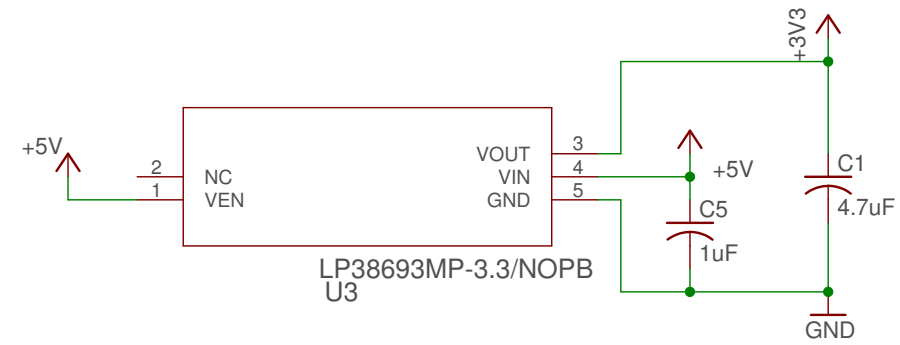 +3V3
+5V
2
NC
1
VEN
VOUT
3
VIN
4
GND
5
+5V
C1
4.7uF
C5
1uF
LP38693MP-3.3/NOPB
U3
GND